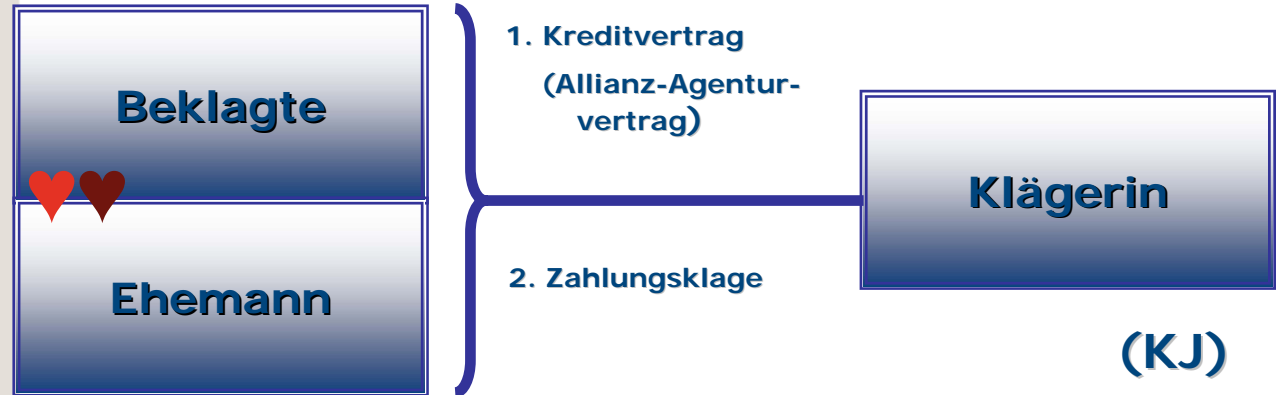 Beklagte
Ehemann
1. Kreditvertrag
(Allianz-Agentur-
vertrag)
2. Zahlungsklage
Klägerin
(KJ)